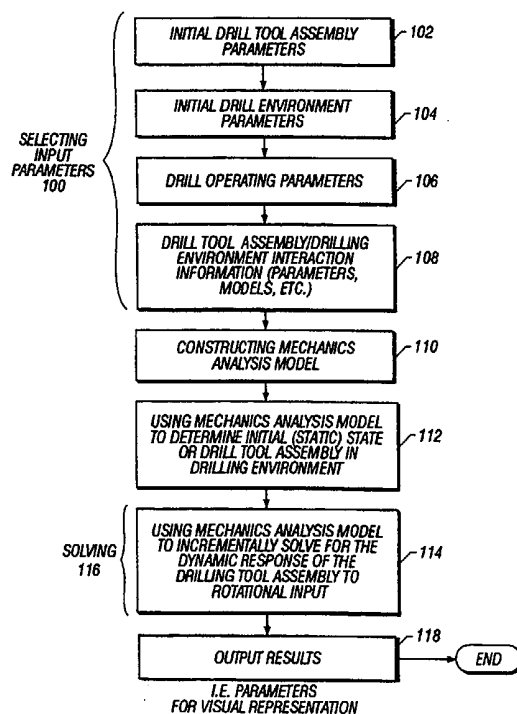 INITIAL DRILL TOOL ASSEMBLY
PARAMETERS
102
INITIAL DRILL ENVIRONMENT
PARAMETERS
104
SELECTING
INPUT
PARAMETERS
100
DRILL OPERATING PARAMETERS
106
DRILL TOOL ASSEMBLY/DRILLING
ENVIRONMENT INTERACTION
INFORMATION (PARAMETERS,
MODELS, ETC.)
108
CONSTRUCTING MECHANICS
ANALYSIS MODEL
110
USING MECHANICS ANALYSIS MODEL
TO DETERMINE INITIAL (STATIC) STATE
OR DRILL TOOL ASSEMBLY IN
DRILLING ENVIRONMENT
112
SOLVING
116
USING MECHANICS ANALYSIS MODEL
TO INCREMENTALLY SOLVE FOR THE
DYNAMIC RESPONSE OF THE
DRILLING TOOL ASSEMBLY TO
ROTATIONAL INPUT
114
OUTPUT RESULTS
118
END
I.E. PARAMETERS
FOR VISUAL REPRESENTATION